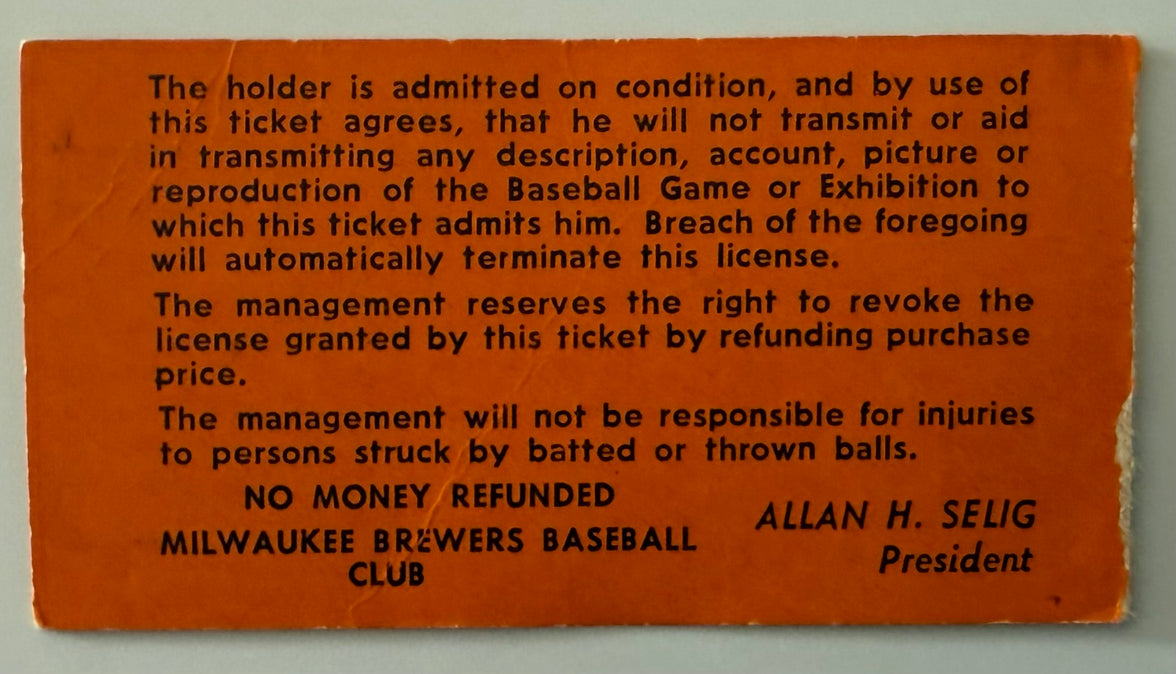 The holder is admitted on condition, and by use of
this ticket agrees, that he will not transmit or aid
in transmitting any description, account, picture or
reproduction of the Baseball Game or Exhibition to
which this ticket admits him. Breach of the foregoing
will automatically terminate this license.
The management reserves the right to revoke the
license granted by this ticket by refunding purchase
price.
The management will not be responsible for injuries
to persons struck by batted or thrown balls.
NO MONEY REFUNDED
MILWAUKEE BREWERS BASEBALL
CLUB
ALLAN H. SELIG
President